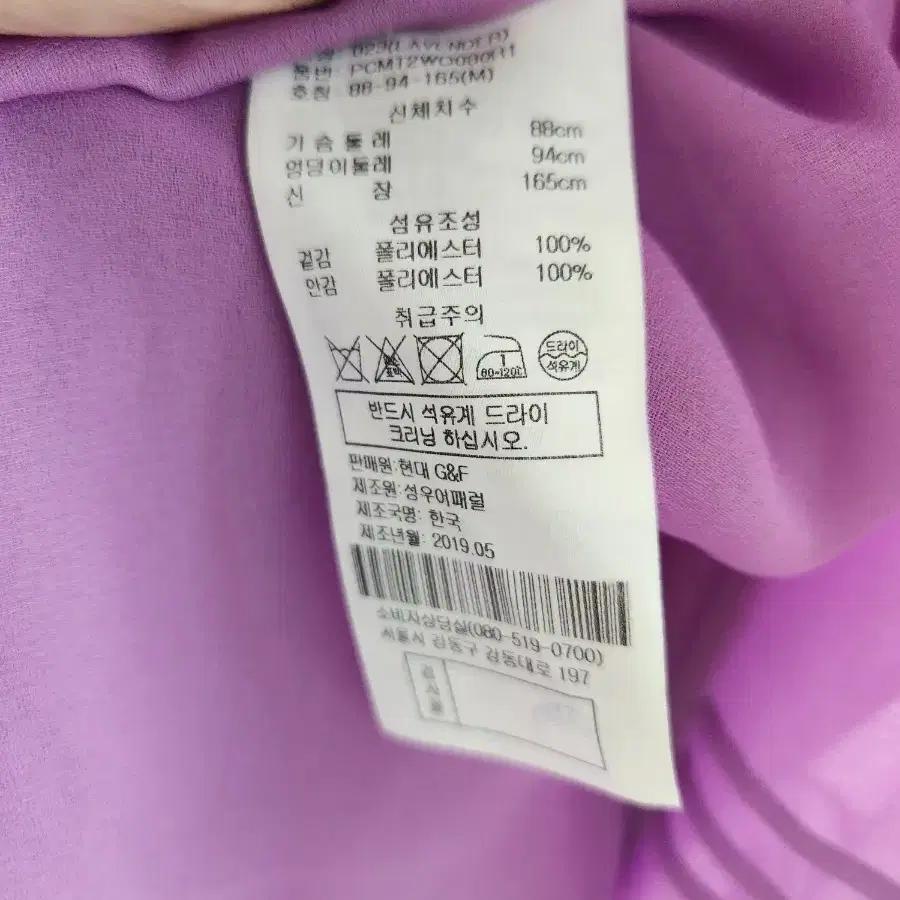 023(LAVENDER)
품번: PCMT2WO090R1
호칭: 88-94-165(M)
신체치수
가슴둘레 88cm
엉덩이둘레 94cm
신 장 165cm
섬유조성
겉감 폴리에스터 100%
안감 폴리에스터 100%
취급주의
1 80~120℃
드라이 석유계
반드시 석유계 드라이
크리닝 하십시오.
판매원:현대 G&F
제조원:성우어패럴
제조국명: 한국
제조년월: 2019.05
소비자상담실(080-519-0700)
서울시 강동구 강동대로 197